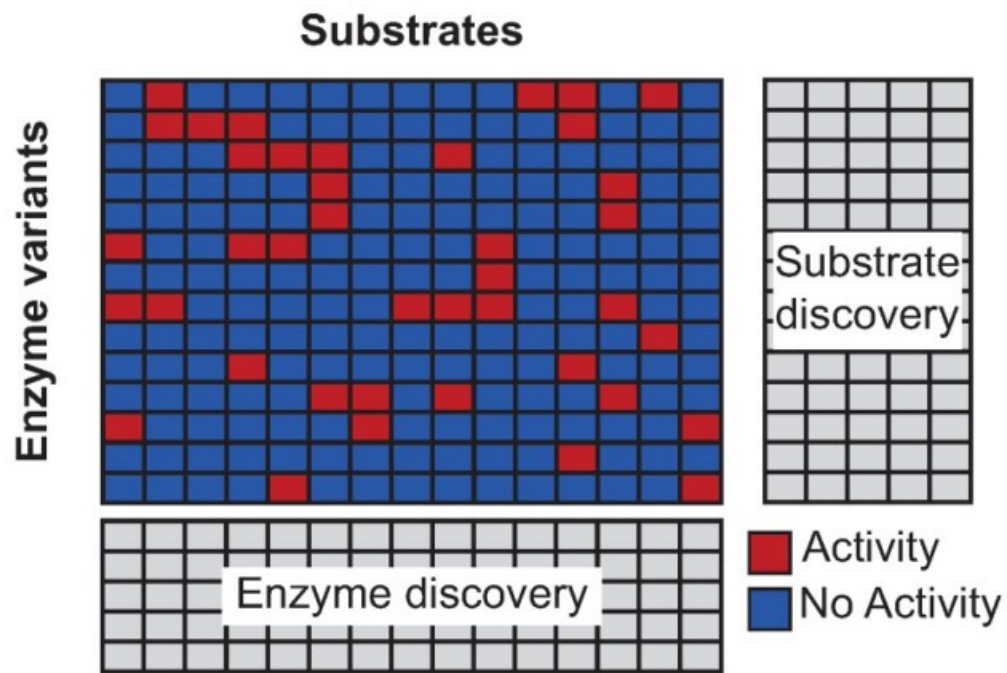 Substrates
Enzyme variants
Substrate
discovery
Enzyme discovery
Activity
No Activity